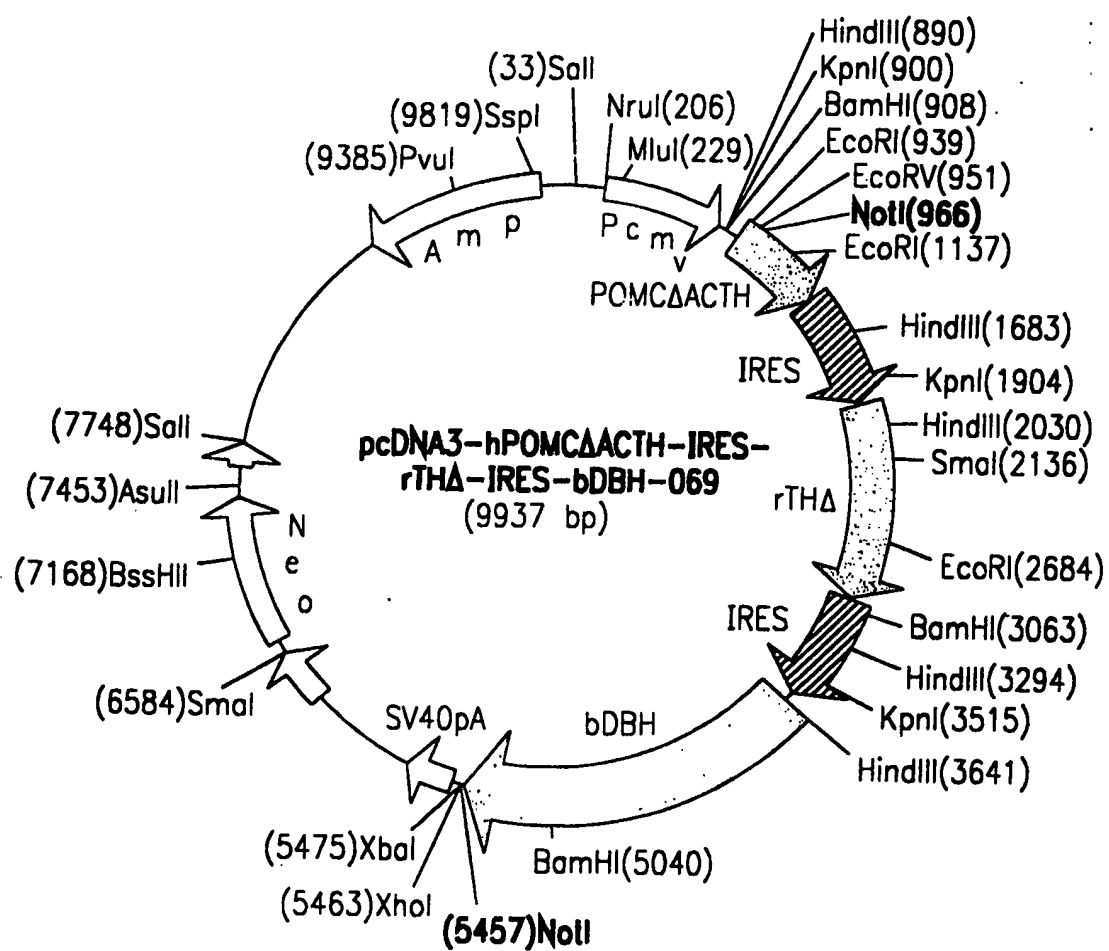 HindIII(890)
(33)SalI
KpnI(900)
(9819)SspI
NruI(206)
BamHI(908)
(9385)PvuI
MluI(229)
EcoRI(939)
EcoRV(951)
NotI(966)
EcoRI(1137)
Amp
Pcmv
POMCΔACTH
HindIII(1683)
IRES
KpnI(1904)
(7748)SalI
HindIII(2030)
pcDNA3-hPOMCΔACTH-IRES-
rTHΔ-IRES-bDBH-069
(9937 bp)
SmaI(2136)
(7453)AsuII
rTHΔ
Neo
(7168)BssHII
EcoRI(2684)
IRES
BamHI(3063)
HindIII(3294)
(6584)SmaI
KpnI(3515)
SV40pA
bDBH
HindIII(3641)
(5475)XbaI
BamHI(5040)
(5463)XhoI
(5457)NotI